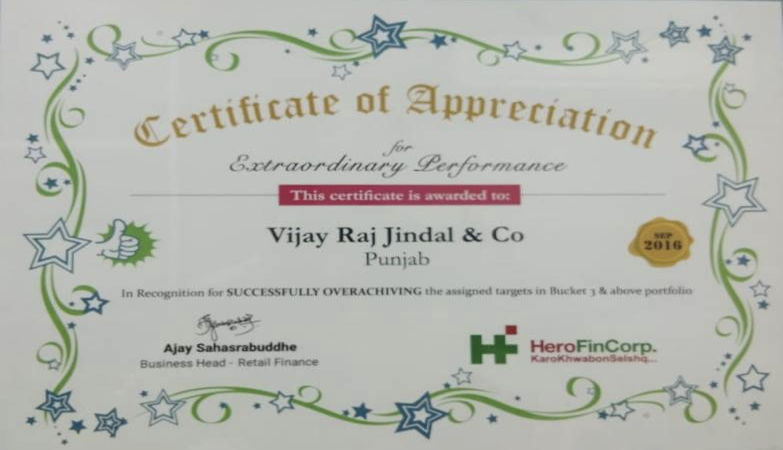 Certificate of Appreciation
for
Extraordinary Performance
This certificate is awarded to:
Vijay Raj Jindal & Co
Punjab
SEP
2016
In Recognition for SUCCESSFULLY OVERACHIVING the assigned targets in Bucket 3 & above portfolio
Ajay Sahasrabuddhe
Business Head - Retail Finance
HeroFinCorp.
KaroKhwabonSeIshq...